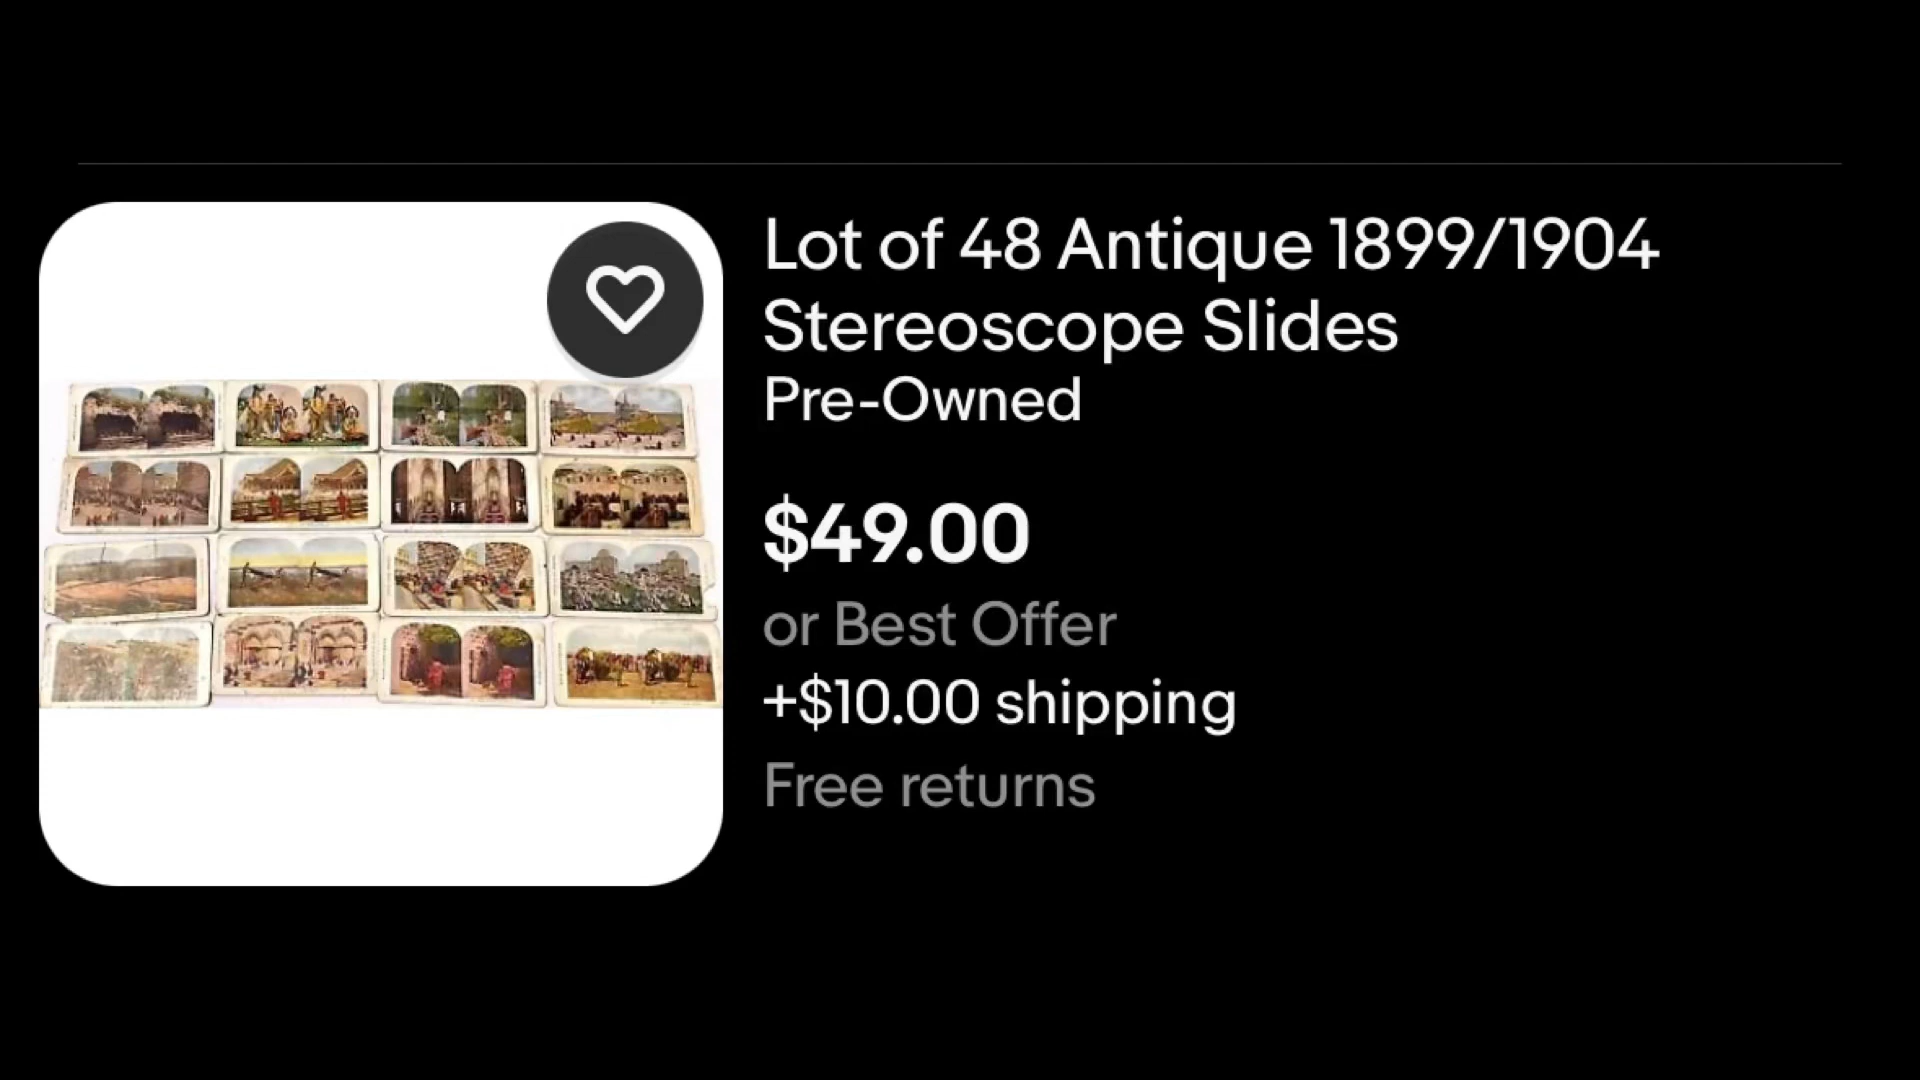 Lot of 48 Antique 1899/1904
Stereoscope Slides
Pre-Owned
$49.00
or Best Offer
+$10.00 shipping
Free returns